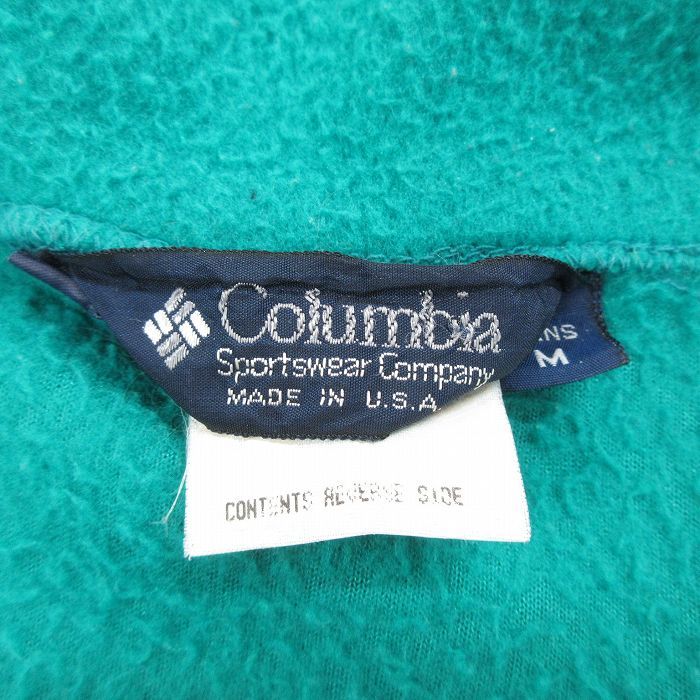 Columbia
Sportswear Company
MADE IN U.S.A.
M
CONTENTS REVERSE SIDE